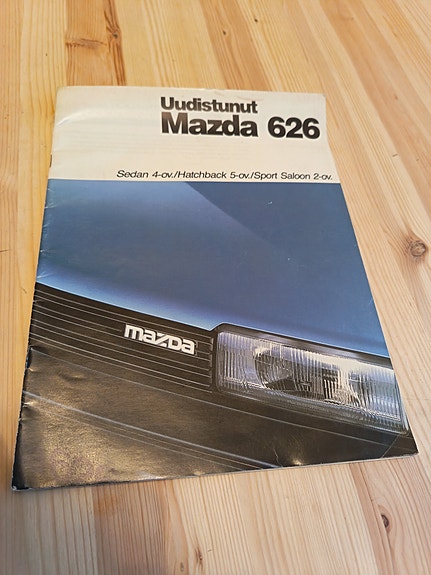 Uudistunut
Mazda 626
Sedan 4-ov./Hatchback 5-ov./Sport Saloon 2-ov.
mazda